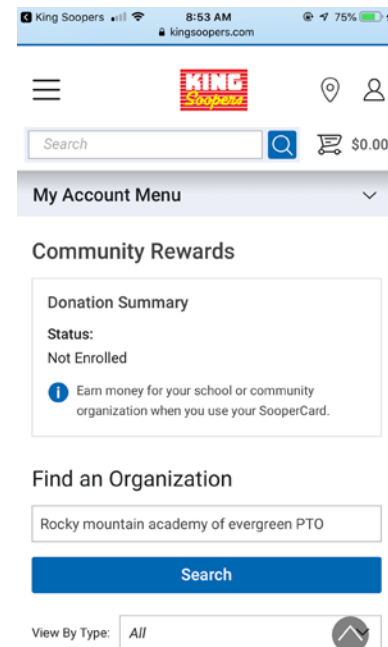 King Soopers 8:53 AM 75%
kingsoopers.com
KING
Soopers
Search $0.00
My Account Menu
Community Rewards
Donation Summary
Status:
Not Enrolled
Earn money for your school or community
organization when you use your SooperCard.
Find an Organization
Rocky mountain academy of evergreen PTO
Search
View By Type: All